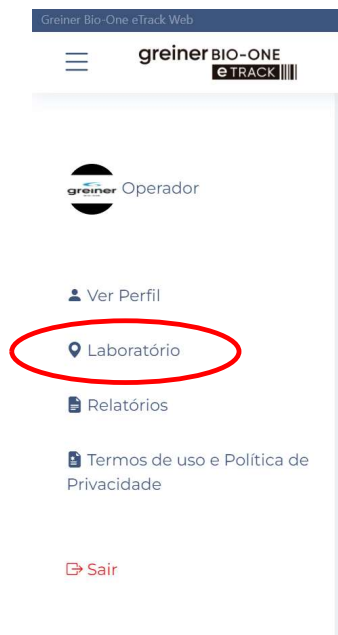 Greiner Bio-One eTrack Web
greiner BIO-ONE
eTRACK
greiner
Operador
Ver Perfil
Laboratório
Relatórios
Termos de uso e Política de
Privacidade
Sair